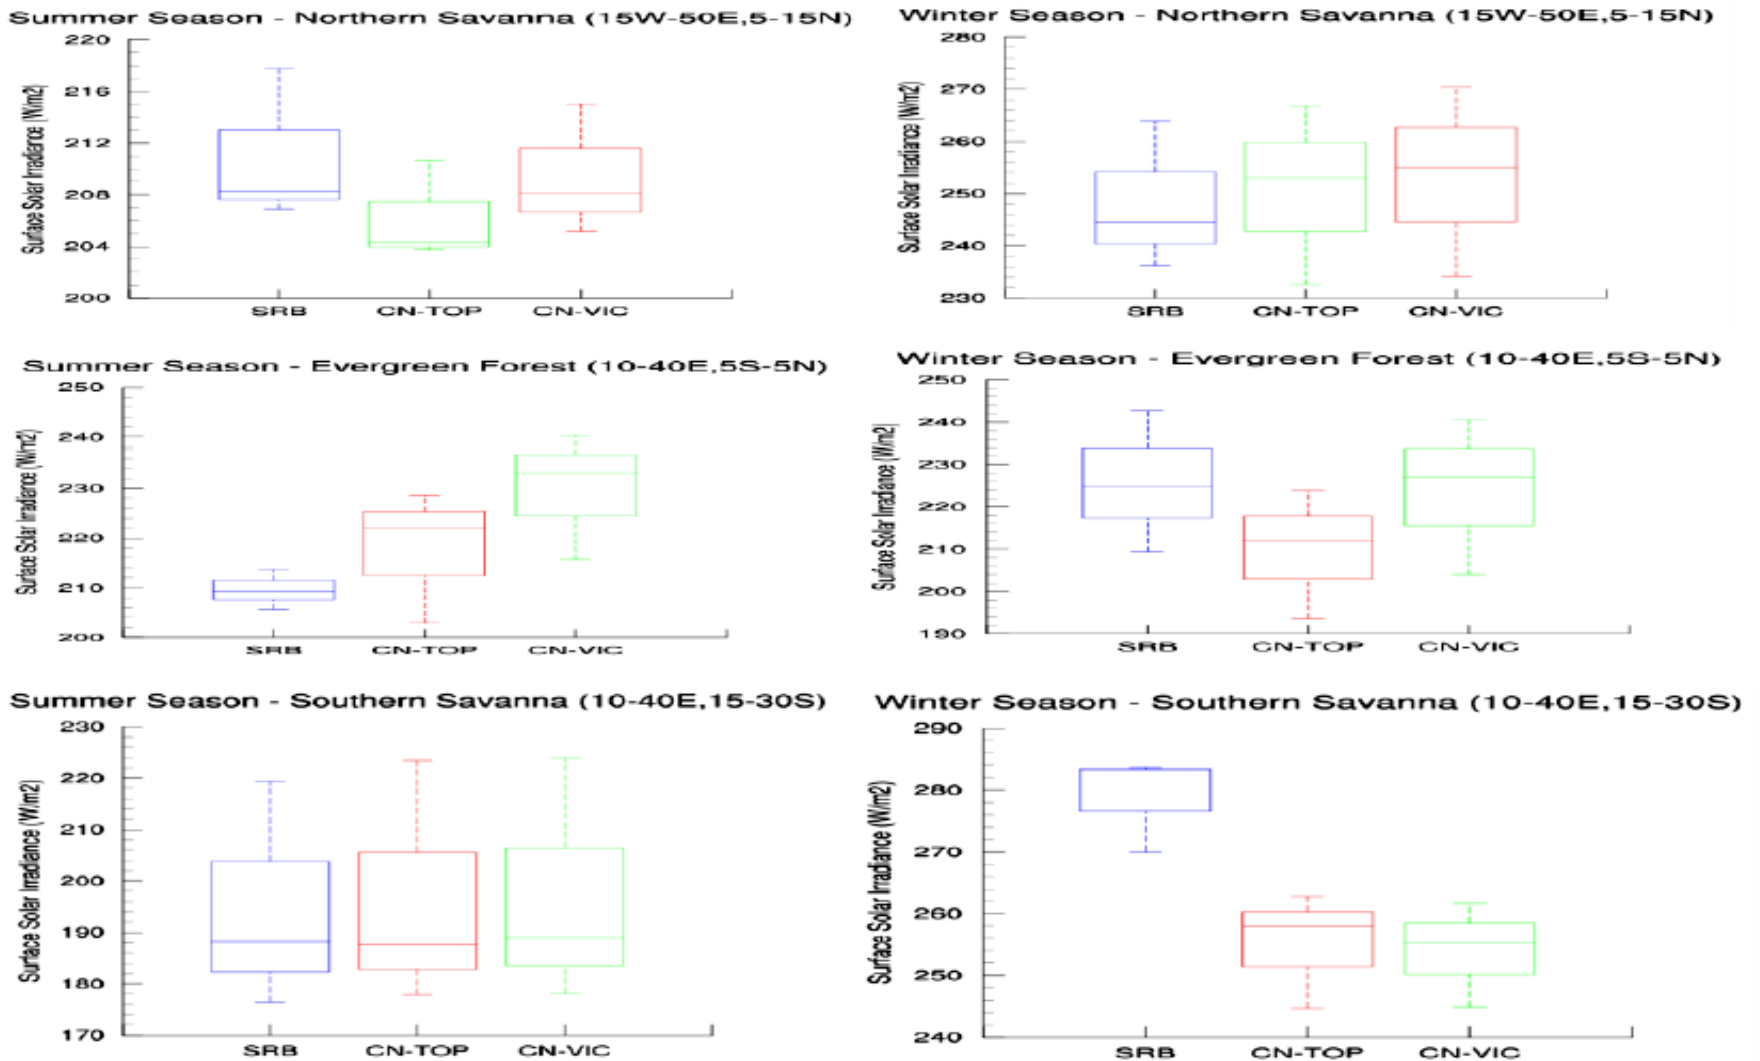 Summer Season - Northern Savanna (15W-50E,5-15N)
Surface Solar Irradiance (W/m2)
220
216
212
208
204
200
SRB CN-TOP CN-VIC
Winter Season - Northern Savanna (15W-50E,5-15N)
Surface Solar Irradiance (W/m2)
280
270
260
250
240
230
SRB CN-TOP CN-VIC
Summer Season - Evergreen Forest (10-40E,5S-5N)
Surface Solar Irradiance (W/m2)
250
240
230
220
210
200
SRB CN-TOP CN-VIC
Winter Season - Evergreen Forest (10-40E,5S-5N)
Surface Solar Irradiance (W/m2)
250
240
230
220
210
200
190
SRB CN-TOP CN-VIC
Summer Season - Southern Savanna (10-40E,15-30S)
Surface Solar Irradiance (W/m2)
230
220
210
200
190
180
170
SRB CN-TOP CN-VIC
Winter Season - Southern Savanna (10-40E,15-30S)
Surface Solar Irradiance (W/m2)
290
280
270
260
250
240
SRB CN-TOP CN-VIC